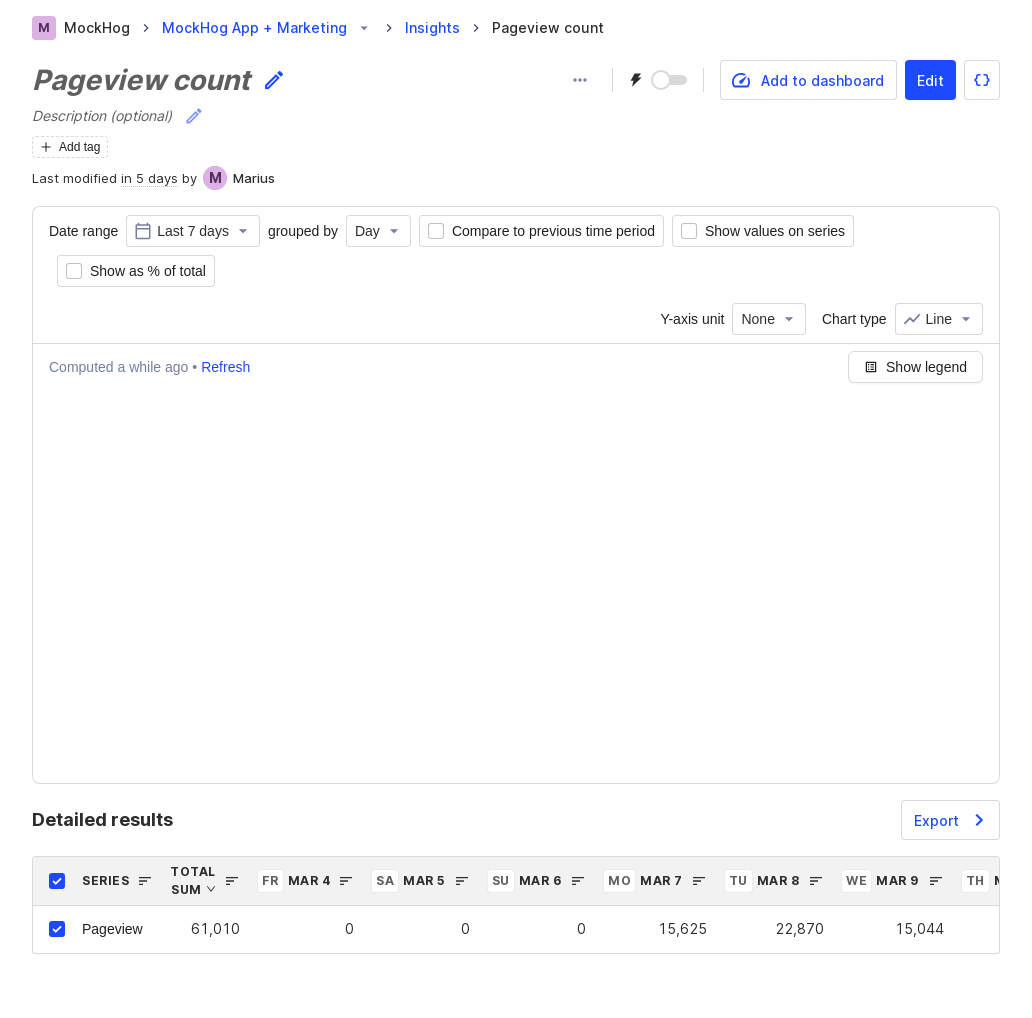 M MockHog MockHog App + Marketing Insights Pageview count
Pageview count
Add to dashboard Edit
Description (optional)
Add tag
Last modified in 5 days by M Marius
Date range Last 7 days grouped by Day Compare to previous time period Show values on series
Show as % of total
Y-axis unit None Chart type Line
Computed a while ago • Refresh Show legend
Detailed results Export
SERIES TOTAL SUM FR MAR 4 SA MAR 5 SU MAR 6 MO MAR 7 TU MAR 8 WE MAR 9 TH
Pageview 61,010 0 0 0 15,625 22,870 15,044